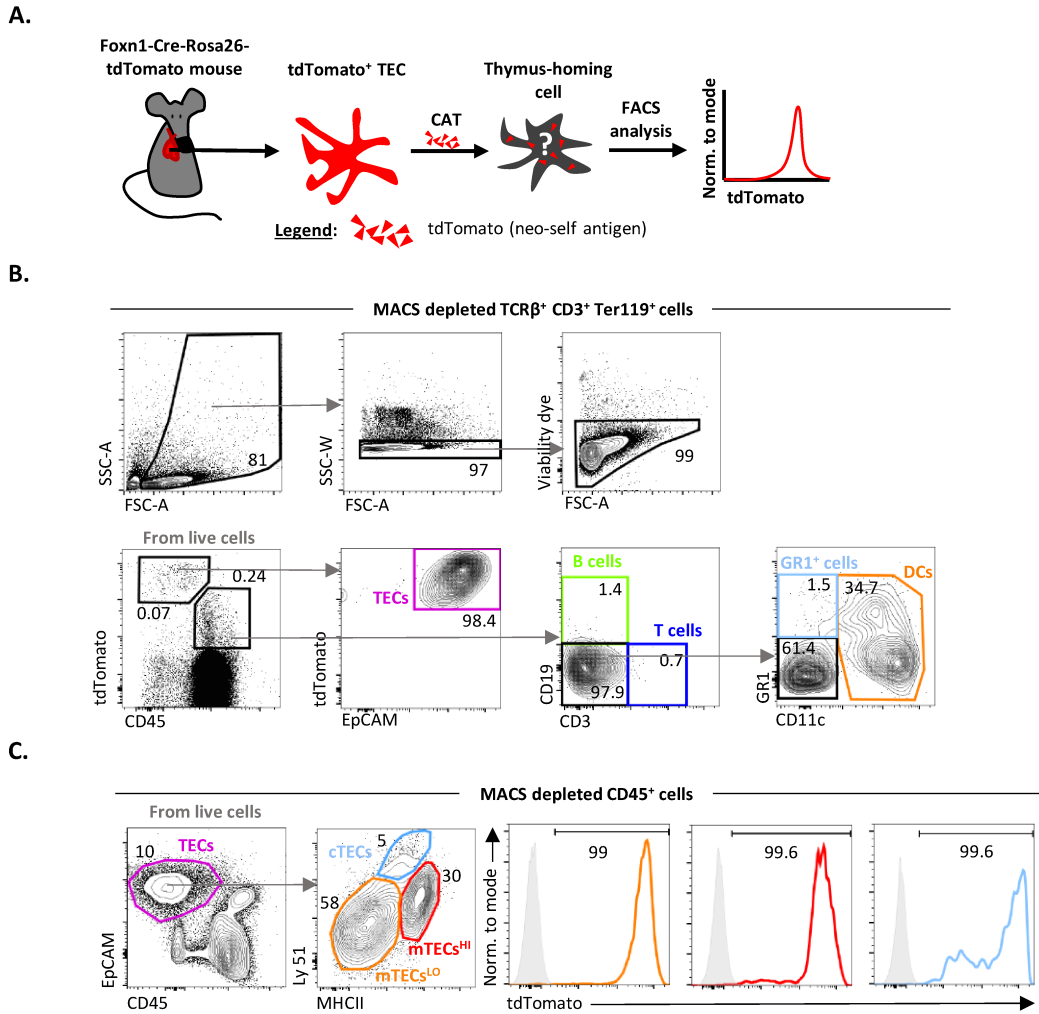 A.
Foxn1-Cre-Rosa26-
tdTomato mouse
tdTomato⁺ TEC
Thymus-homing
cell
CAT
FACS
analysis
?
Norm. to mode
tdTomato
Legend:
tdTomato (neo-self antigen)
B.
MACS depleted TCRβ⁺ CD3⁺ Ter119⁺ cells
SSC-A
81
FSC-A
SSC-W
97
FSC-A
Viability dye
99
FSC-A
From live cells
0.24
0.07
tdTomato
CD45
TECs
98.4
tdTomato
EpCAM
B cells
1.4
T cells
0.7
97.9
CD19
CD3
GR1⁺ cells
DCs
1.5
34.7
61.4
GR1
CD11c
C.
MACS depleted CD45⁺ cells
From live cells
10
TECs
EpCAM
CD45
cTECs
5
30
58
mTECsᴴᴵ
mTECsᴸᴼ
Ly 51
MHCII
Norm. to mode
99
99.6
99.6
tdTomato